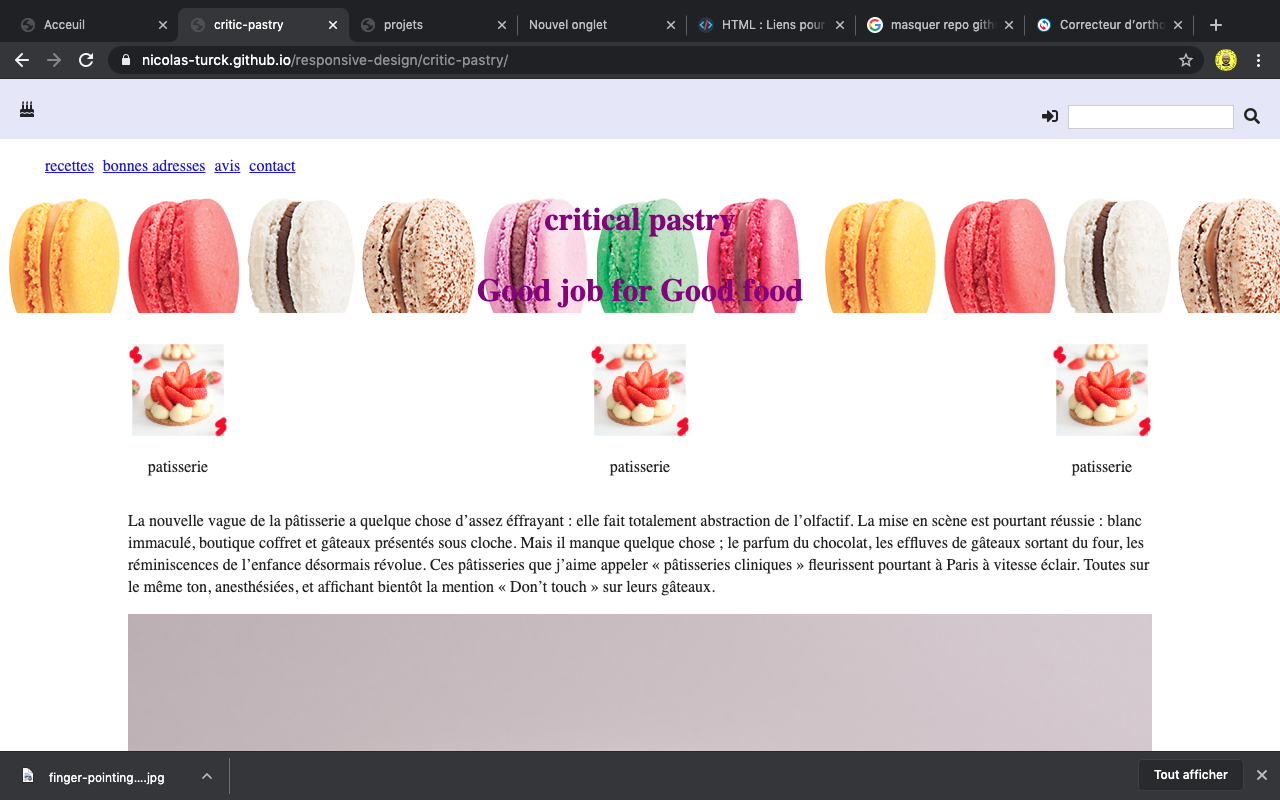 Acceuil
critic-pastry
projets
Nouvel onglet
HTML : Liens pour
masquer repo gith
Correcteur d'ortho
nicolas-turck.github.io/responsive-design/critic-pastry/
recettes bonnes adresses avis contact
critical pastry
Good job for Good food
patisserie patisserie patisserie
La nouvelle vague de la pâtisserie a quelque chose d’assez éffrayant : elle fait totalement abstraction de l’olfactif. La mise en scène est pourtant réussie : blanc
immaculé, boutique coffret et gâteaux présentés sous cloche. Mais il manque quelque chose ; le parfum du chocolat, les effluves de gâteaux sortant du four, les
réminiscences de l’enfance désormais révolue. Ces pâtisseries que j’aime appeler « pâtisseries cliniques » fleurissent pourtant à Paris à vitesse éclair. Toutes sur
le même ton, anesthésiées, et affichant bientôt la mention « Don’t touch » sur leurs gâteaux.
finger-pointing....jpg
Tout afficher